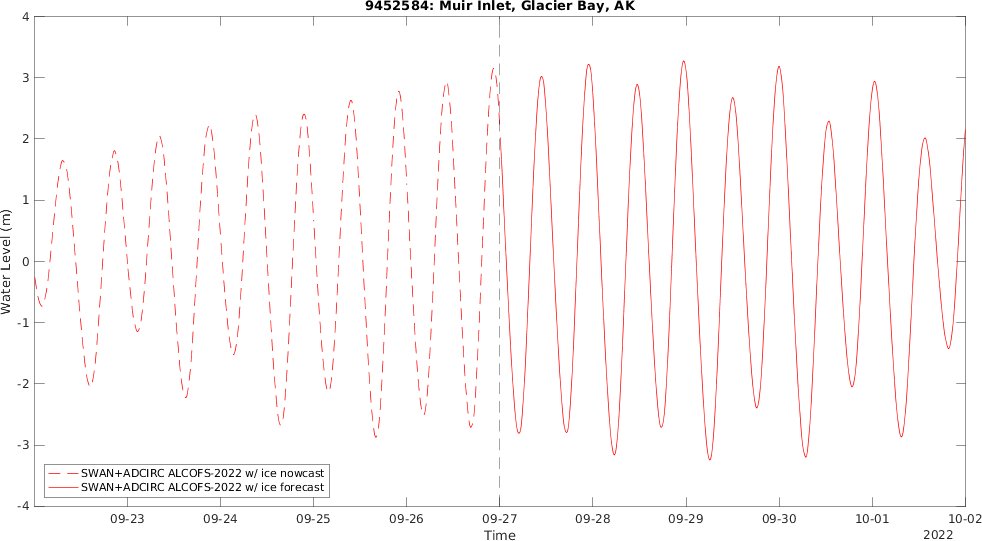 9452584: Muir Inlet, Glacier Bay, AK
4
3
2
1
0
-1
-2
-3
-4
Water Level (m)
SWAN+ADCIRC ALCOFS-2022 w/ ice nowcast
SWAN+ADCIRC ALCOFS-2022 w/ ice forecast
09-23 09-24 09-25 09-26 09-27 09-28 09-29 09-30 10-01 10-02
Time
2022